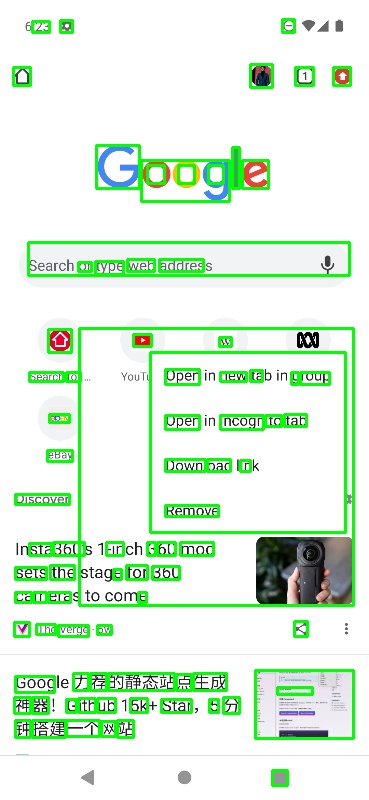 6:23
1
Google
Search or type web address
Search to...
YouTu
eBay
Open in new tab in group
Open in incognito tab
Download link
Remove
Discover
Insta360's 1-inch 360 mod
sets the stage for 360
cameras to come
The Verge ·
Google 力荐的静态站点生成
神器！Github 15k+ Star，5 分
钟搭建一个网站